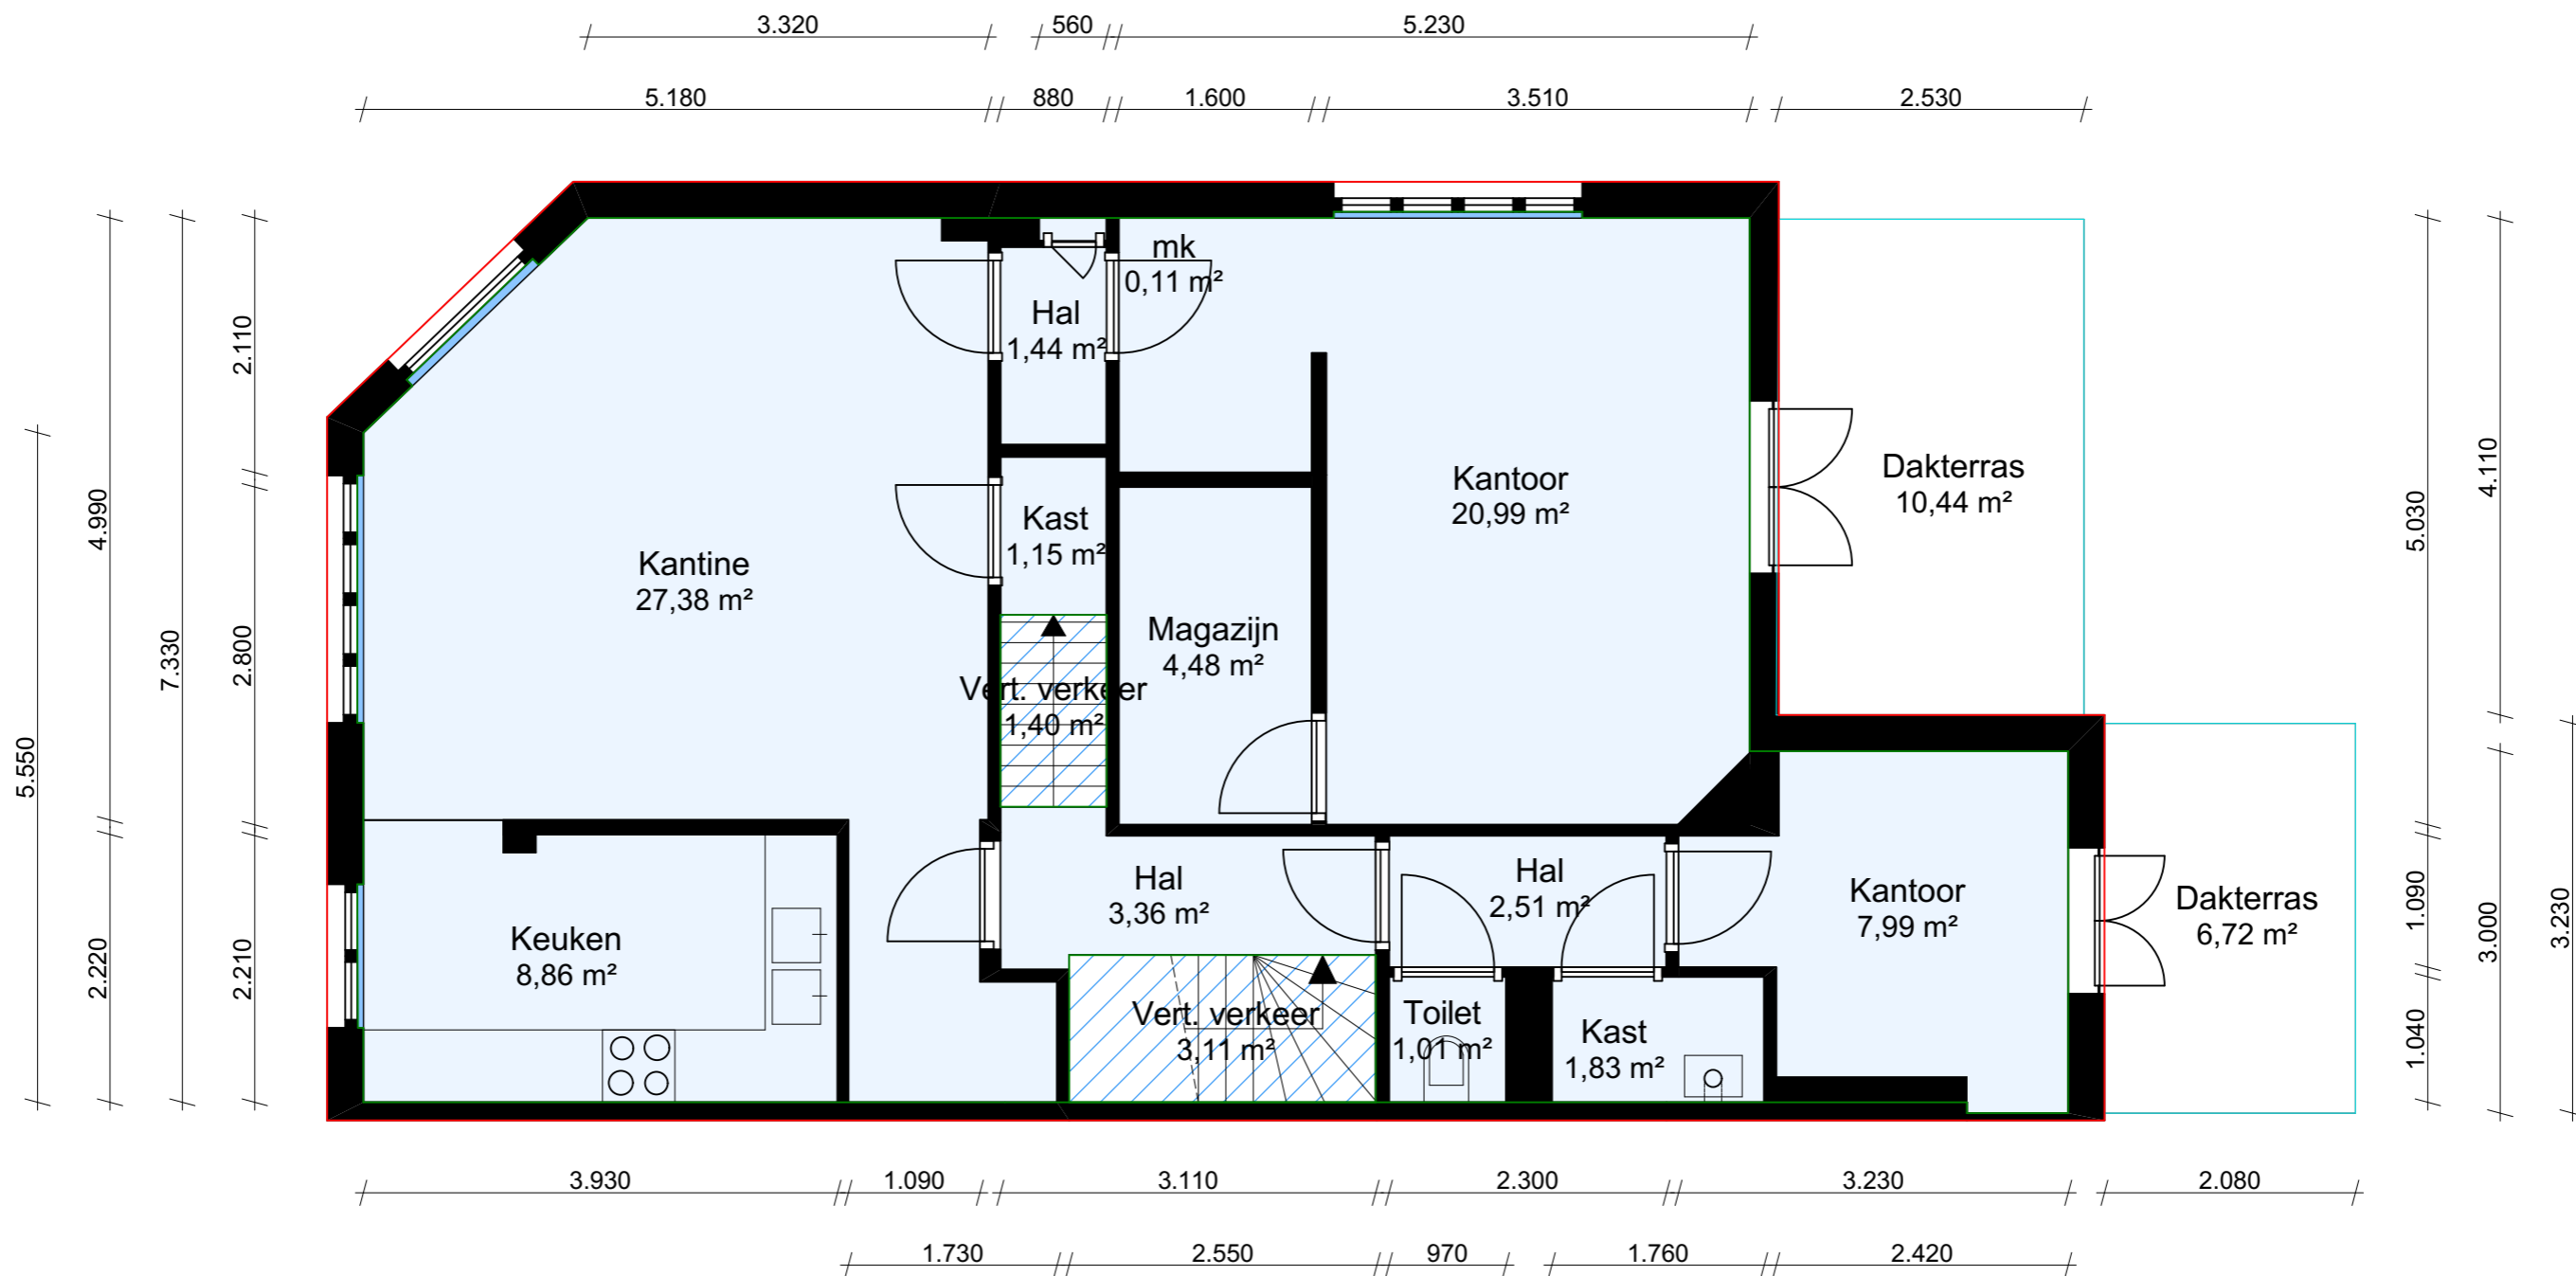 3.320
560
5.230
5.180
880
1.600
3.510
2.530
mk
0,11 m²
Hal
1,44 m²
2.110
4.990
7.330
5.550
2.800
2.220
2.210
Kantine
27,38 m²
Kast
1,15 m²
Kantoor
20,99 m²
Dakterras
10,44 m²
Magazijn
4,48 m²
Vert. verkeer
1,40 m²
4.110
5.030
Keuken
8,86 m²
Hal
3,36 m²
Hal
2,51 m²
Kantoor
7,99 m²
Dakterras
6,72 m²
Vert. verkeer
3,11 m²
Toilet
1,01 m²
Kast
1,83 m²
1.090
3.000
3.230
1.040
3.930
1.090
3.110
2.300
3.230
2.080
1.730
2.550
970
1.760
2.420